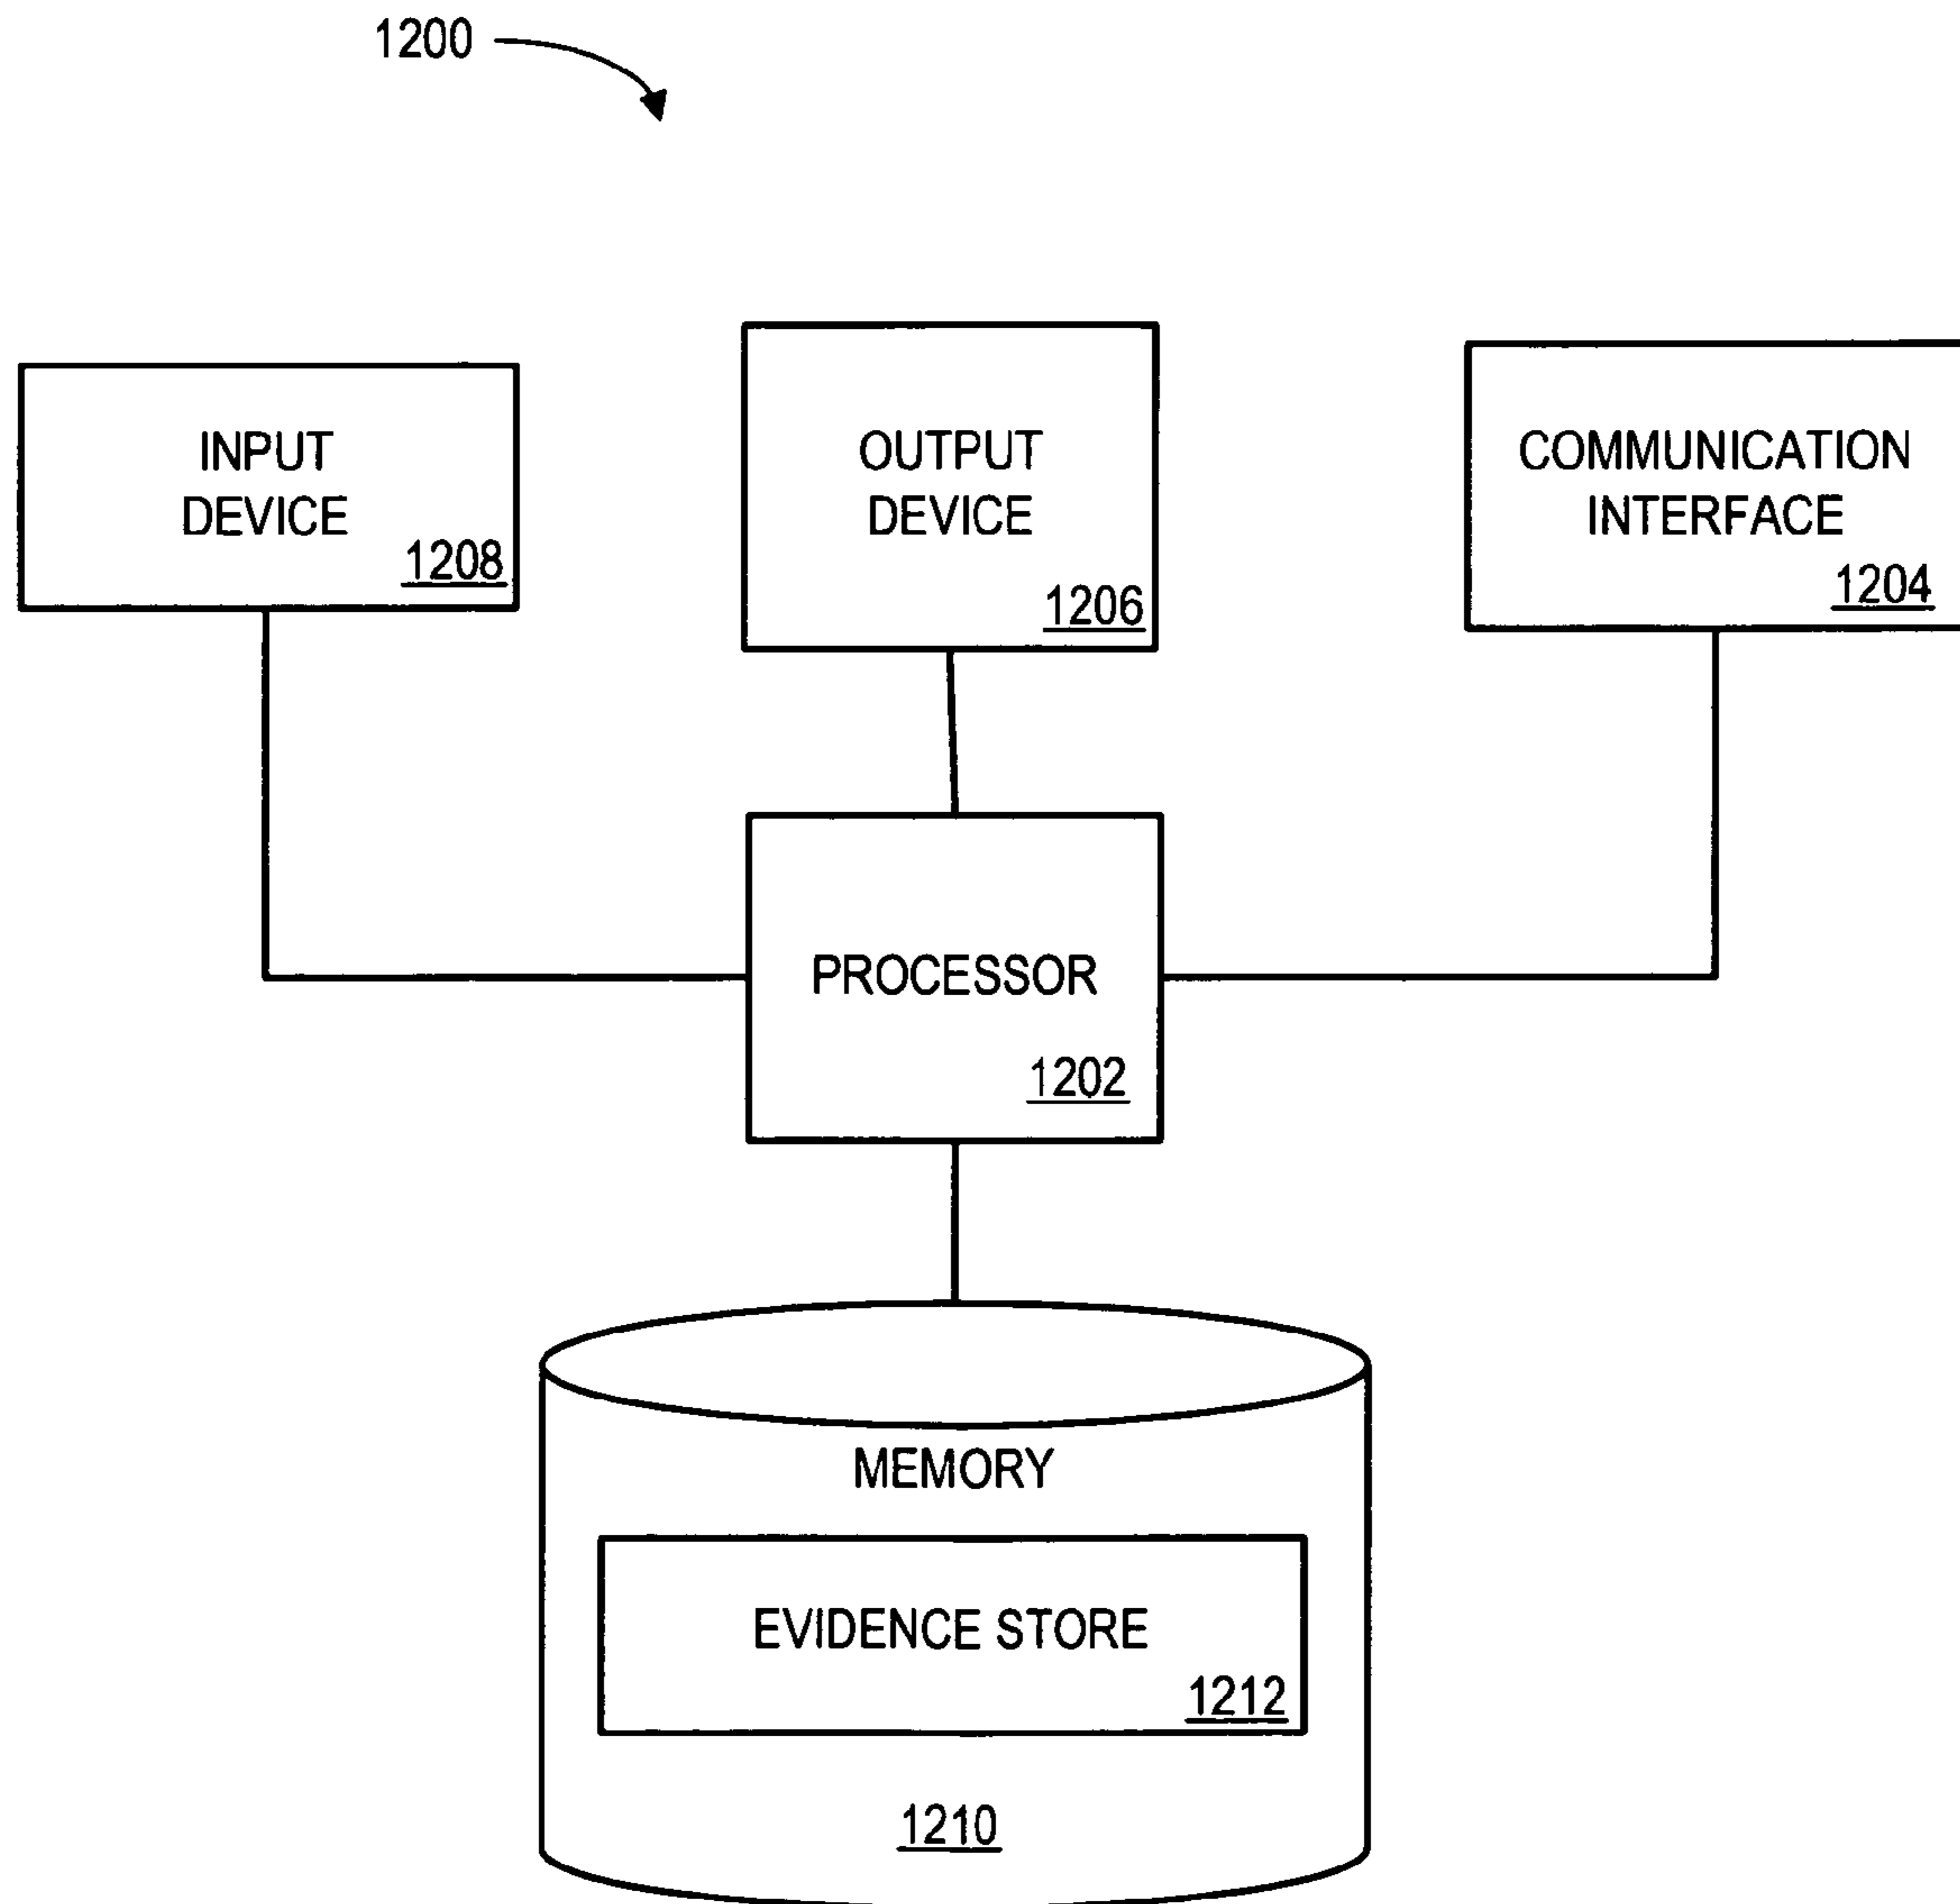 1200
INPUT
DEVICE
1208
OUTPUT
DEVICE
1206
COMMUNICATION
INTERFACE
1204
PROCESSOR
1202
MEMORY
EVIDENCE STORE
1212
1210